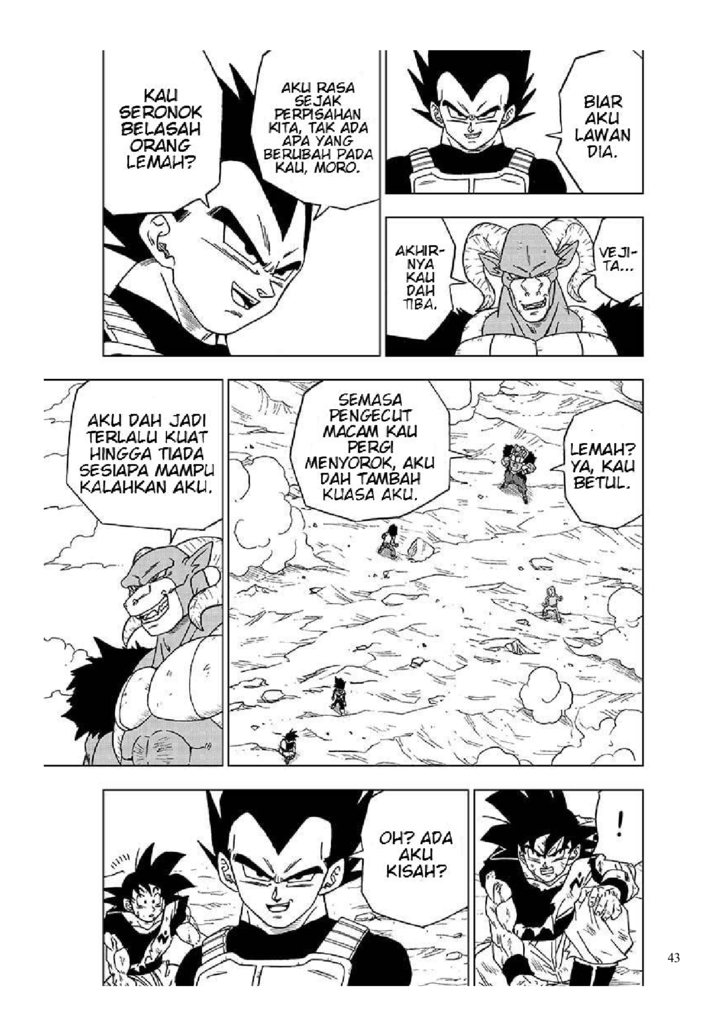 BIAR
AKU
LAWAN
DIA.
AKU RASA
SEJAK
PERPISAHAN
KITA, TAK ADA
APA YANG
BERUBAH PADA
KAU, MORO.
KAU
SERONOK
BELASAH
ORANG
LEMAH?
VEJI-
TA...
AKHIR-
NYA
KAU
DAH
TIBA.
LEMAH?
YA, KAU
BETUL.
SEMASA
PENGECUT
MACAM KAU
PERGI
MENYOROK, AKU
DAH TAMBAH
KUASA AKU.
AKU DAH JADI
TERLALU KUAT
HINGGA TIADA
SESIAPA MAMPU
KALAHKAN AKU.
!
OH? ADA
AKU
KISAH?
43